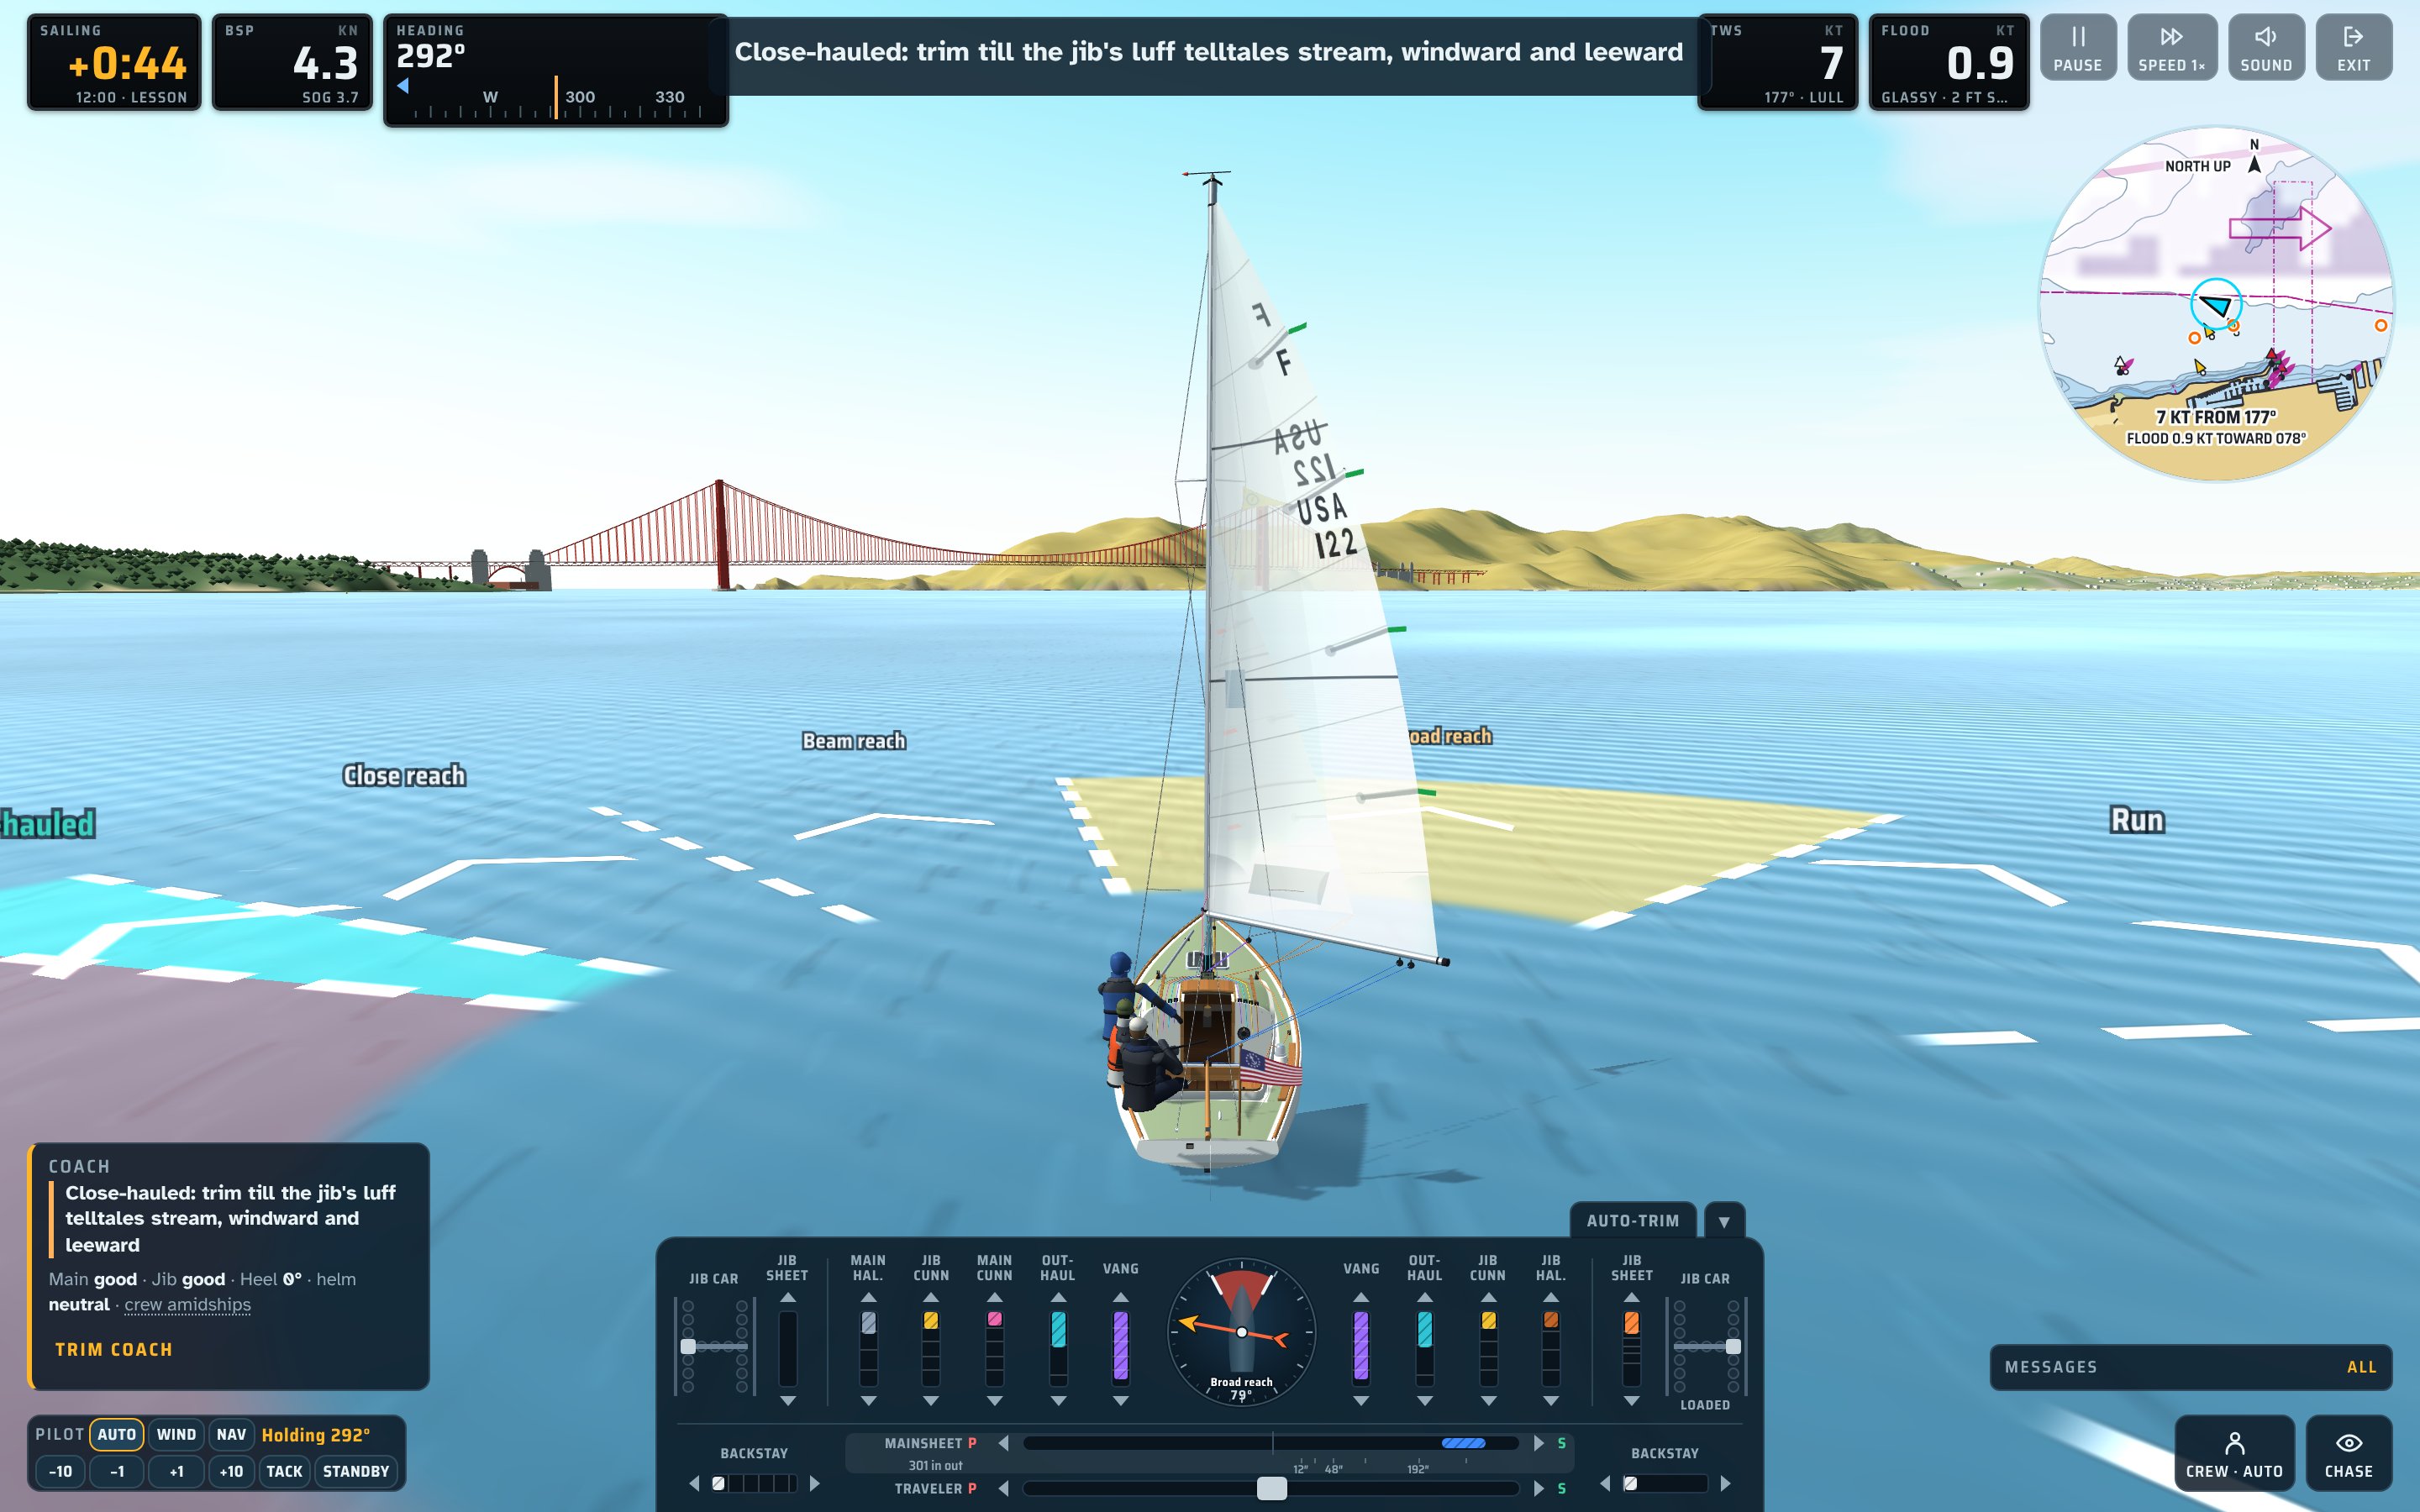 SAILING
+0:44
12:00 · LESSON
BSP KN
4.3
SOG 3.7
HEADING
292°
W 300 330
Close-hauled: trim till the jib's luff telltales stream, windward and leeward
TWS KT
7
177° · LULL
FLOOD KT
0.9
GLASSY · 2 FT S...
PAUSE
SPEED 1×
SOUND
EXIT
N
NORTH UP
7 KT FROM 177°
FLOOD 0.9 KT TOWARD 078°
F
F
USA
122
USA
122
Beam reach
oad reach
Close reach
hauled
Run
COACH
Close-hauled: trim till the jib's luff
telltales stream, windward and
leeward
Main good · Jib good · Heel 0° · helm
neutral · crew amidships
TRIM COACH
PILOT AUTO WIND NAV Holding 292°
−10 −1 +1 +10 TACK STANDBY
AUTO-TRIM ▼
JIB CAR
JIB SHEET
MAIN HAL.
JIB CUNN
MAIN CUNN
OUT-HAUL
VANG
Broad reach
79°
VANG
OUT-HAUL
JIB CUNN
JIB HAL.
JIB SHEET
JIB CAR
LOADED
BACKSTAY
MAINSHEET P S
301 in out
12" 48" 192"
TRAVELER P S
BACKSTAY
MESSAGES ALL
CREW · AUTO
CHASE